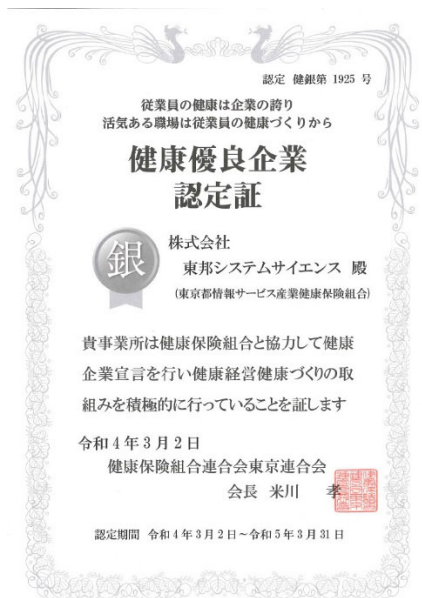 認定 健銀第 1925 号
従業員の健康は企業の誇り
活気ある職場は従業員の健康づくりから
健康優良企業
認定証
銀
株式会社
東邦システムサイエンス 殿
(東京都情報サービス産業健康保険組合)
貴事業所は健康保険組合と協力して健康
企業宣言を行い健康経営健康づくりの取
組みを積極的に行っていることを証します
令和4年3月2日
健康保険組合連合会東京連合会
会長 米川 孝
認定期間 令和4年3月2日~令和5年3月31日